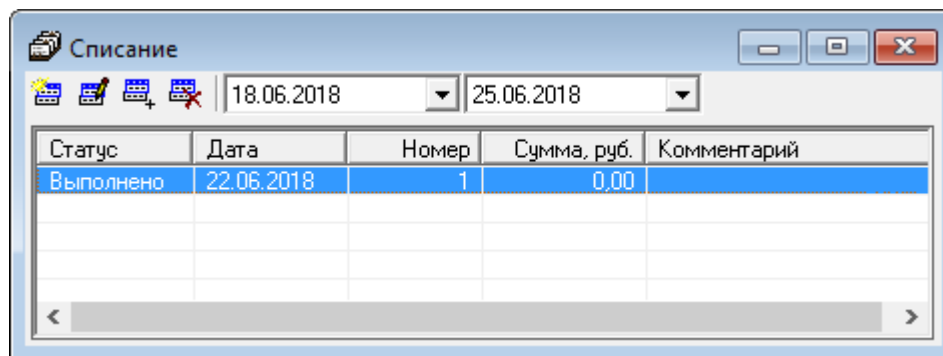 Списание
18.06.2018 25.06.2018
Статус Дата Номер Сумма, руб. Комментарий
Выполнено 22.06.2018 1 0,00